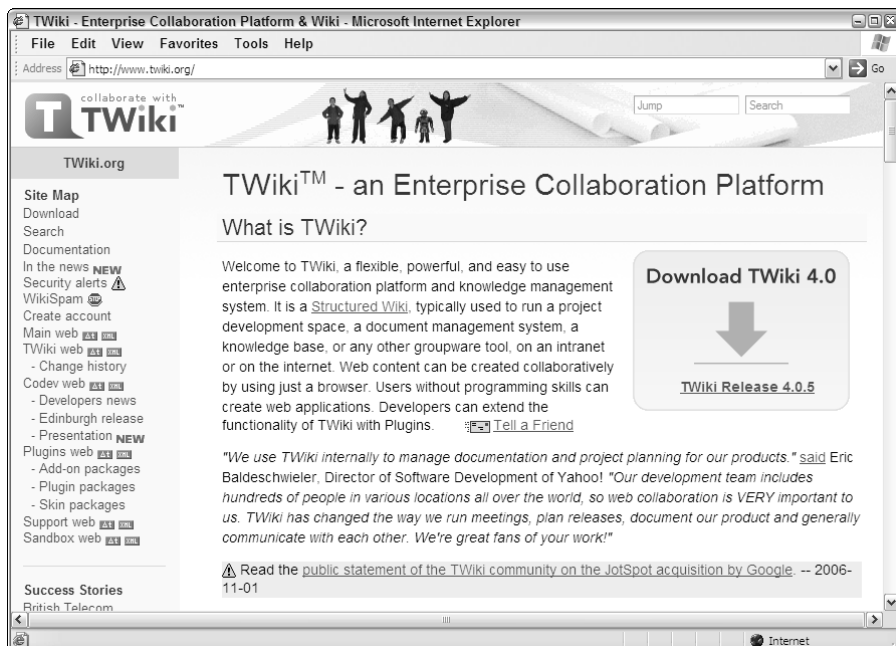 TWiki - Enterprise Collaboration Platform & Wiki - Microsoft Internet Explorer
File Edit View Favorites Tools Help
Address http://www.twiki.org/ Go
collaborate with
TWiki™
Jump Search
TWiki.org
Site Map
Download
Search
Documentation
In the news NEW
Security alerts
WikiSpam
Create account
Main web
TWiki web
- Change history
Codev web
- Developers news
- Edinburgh release
- Presentation NEW
Plugins web
- Add-on packages
- Plugin packages
- Skin packages
Support web
Sandbox web
Success Stories
British Telecom
TWiki™ - an Enterprise Collaboration Platform
What is TWiki?
Welcome to TWiki, a flexible, powerful, and easy to use
enterprise collaboration platform and knowledge management
system. It is a Structured Wiki, typically used to run a project
development space, a document management system, a
knowledge base, or any other groupware tool, on an intranet
or on the internet. Web content can be created collaboratively
by using just a browser. Users without programming skills can
create web applications. Developers can extend the
functionality of TWiki with Plugins. Tell a Friend
Download TWiki 4.0
TWiki Release 4.0.5
"We use TWiki internally to manage documentation and project planning for our products." said Eric
Baldeschwieler, Director of Software Development of Yahoo! "Our development team includes
hundreds of people in various locations all over the world, so web collaboration is VERY important to
us. TWiki has changed the way we run meetings, plan releases, document our product and generally
communicate with each other. We're great fans of your work!"
Read the public statement of the TWiki community on the JotSpot acquisition by Google. -- 2006-
11-01
Internet